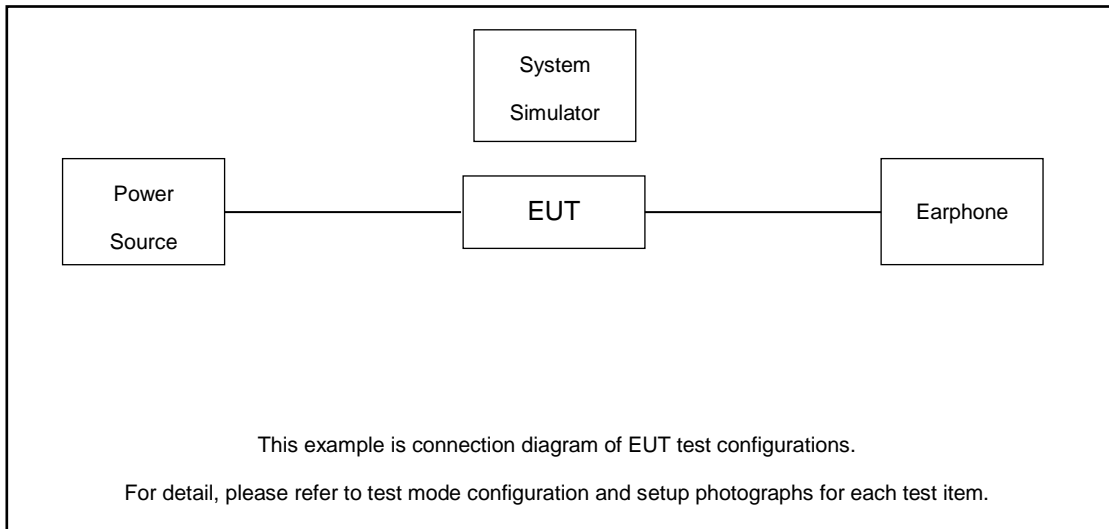 System
Simulator
Power
Source
EUT
Earphone
This example is connection diagram of EUT test configurations.
For detail, please refer to test mode configuration and setup photographs for each test item.